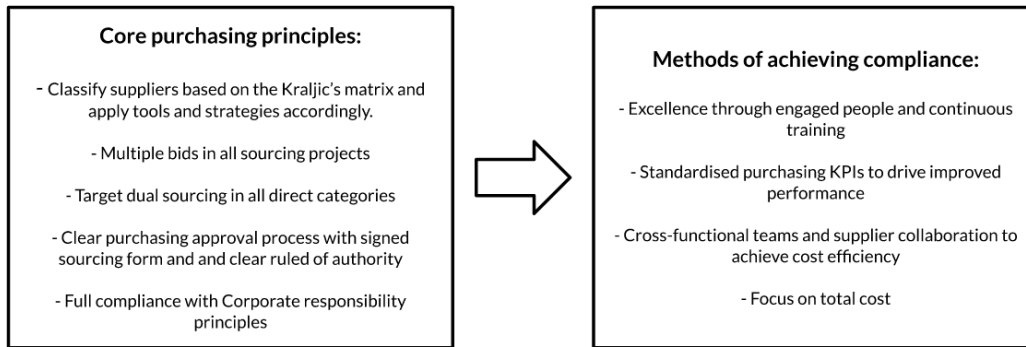 Core purchasing principles:
- Classify suppliers based on the Kraljic's matrix and
apply tools and strategies accordingly.
- Multiple bids in all sourcing projects
- Target dual sourcing in all direct categories
- Clear purchasing approval process with signed
sourcing form and and clear ruled of authority
- Full compliance with Corporate responsibility
principles
Methods of achieving compliance:
- Excellence through engaged people and continuous
training
- Standardised purchasing KPIs to drive improved
performance
- Cross-functional teams and supplier collaboration to
achieve cost efficiency
- Focus on total cost